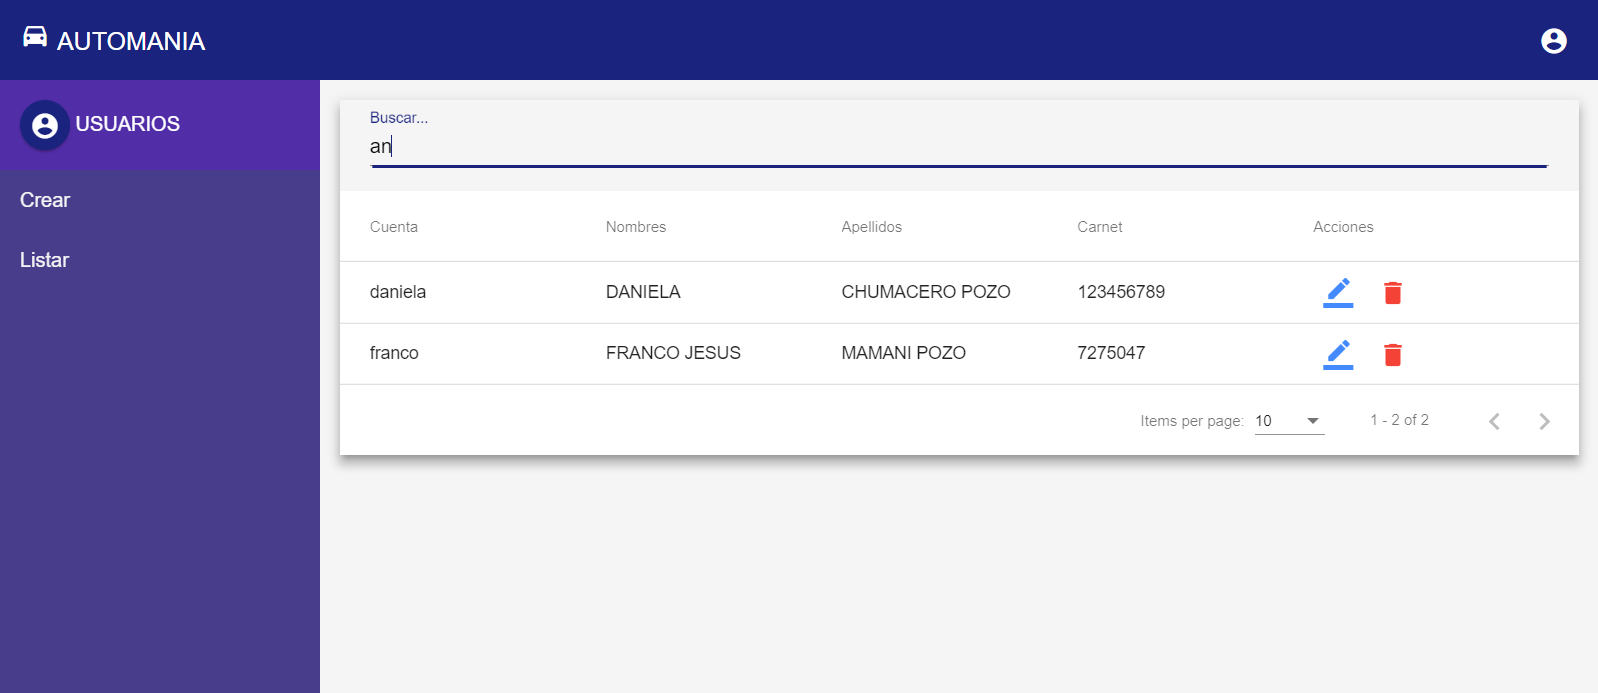 AUTOMANIA
USUARIOS
Crear
Listar
Buscar...
an
Cuenta Nombres Apellidos Carnet Acciones
daniela DANIELA CHUMACERO POZO 123456789
franco FRANCO JESUS MAMANI POZO 7275047
Items per page: 10 1 - 2 of 2